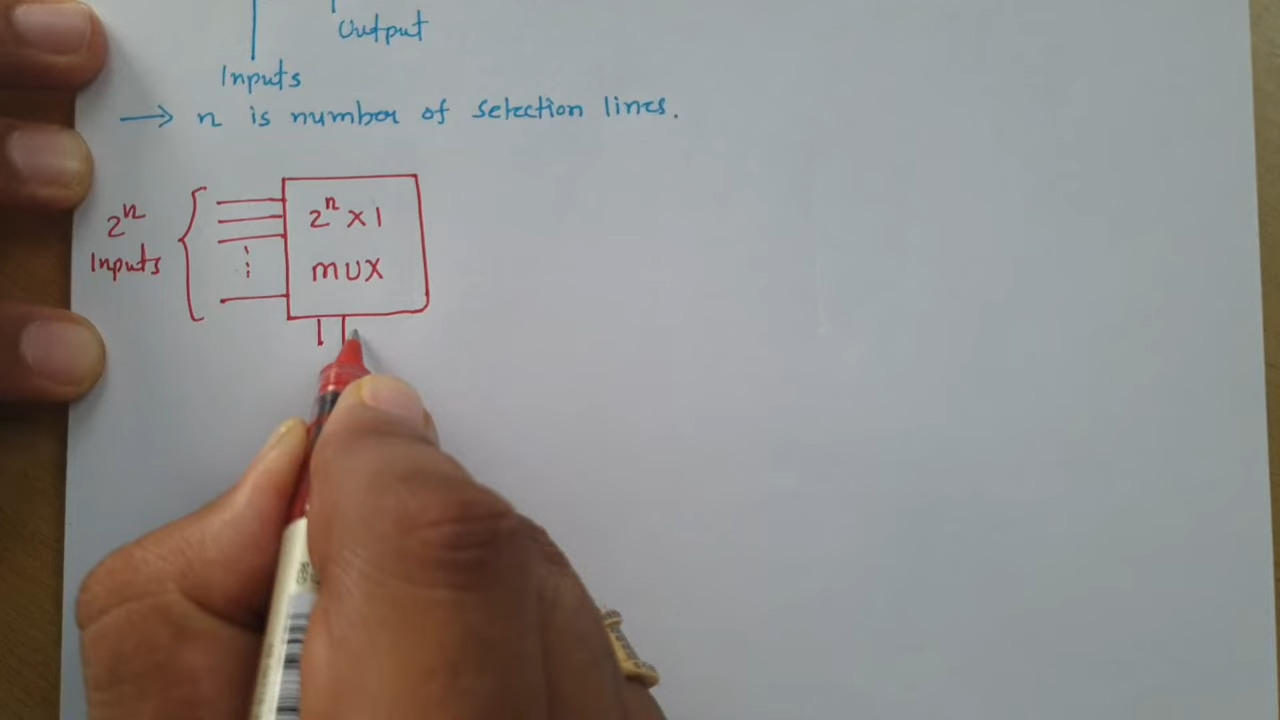 Output
Inputs
→ n is number of selection lines.
2ⁿ
Inputs
2ⁿ x 1
MUX